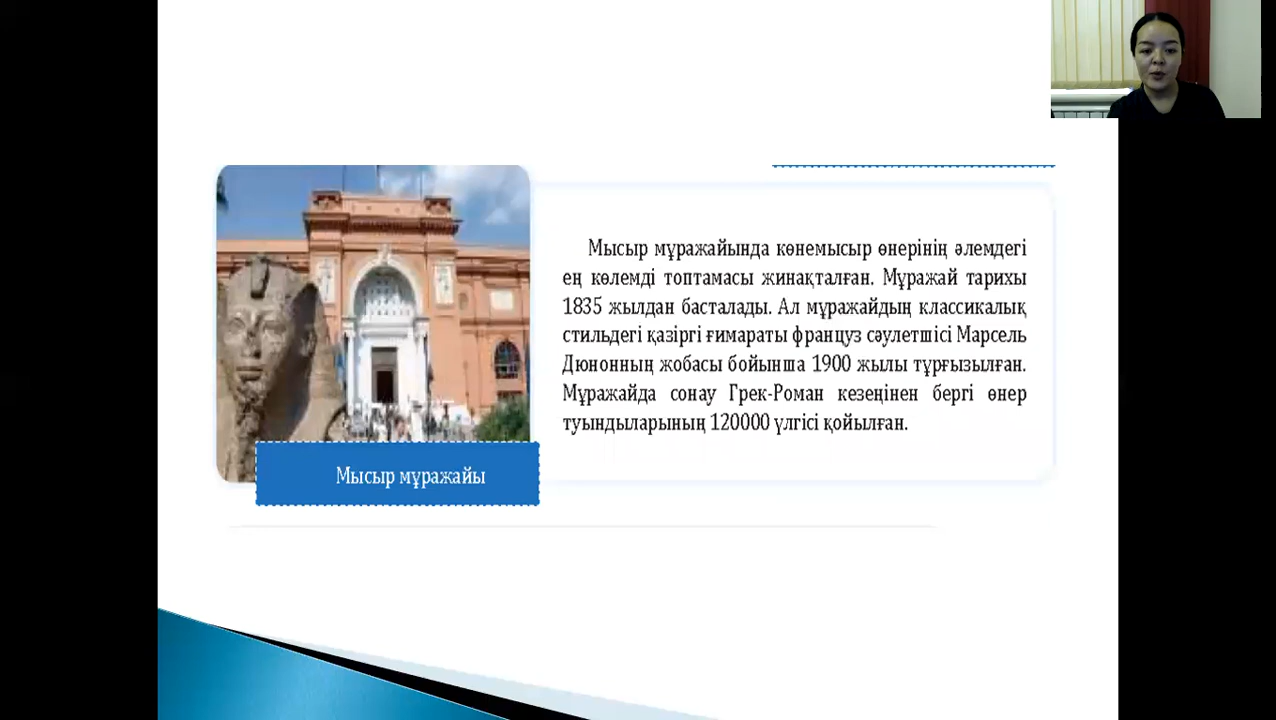 Мысыр мұражайында көнемысыр өнерінің әлемдегі
ең көлемді топтамасы жинақталған. Мұражай тарихы
1835 жылдан басталады. Ал мұражайдың классикалық
стильдегі қазіргі ғимараты француз сәулетшісі Марсель
Дюнонның жобасы бойынша 1900 жылы тұрғызылған.
Мұражайда сонау Грек-Роман кезеңінен бергі өнер
туындыларының 120000 үлгісі қойылған.
Мысыр мұражайы